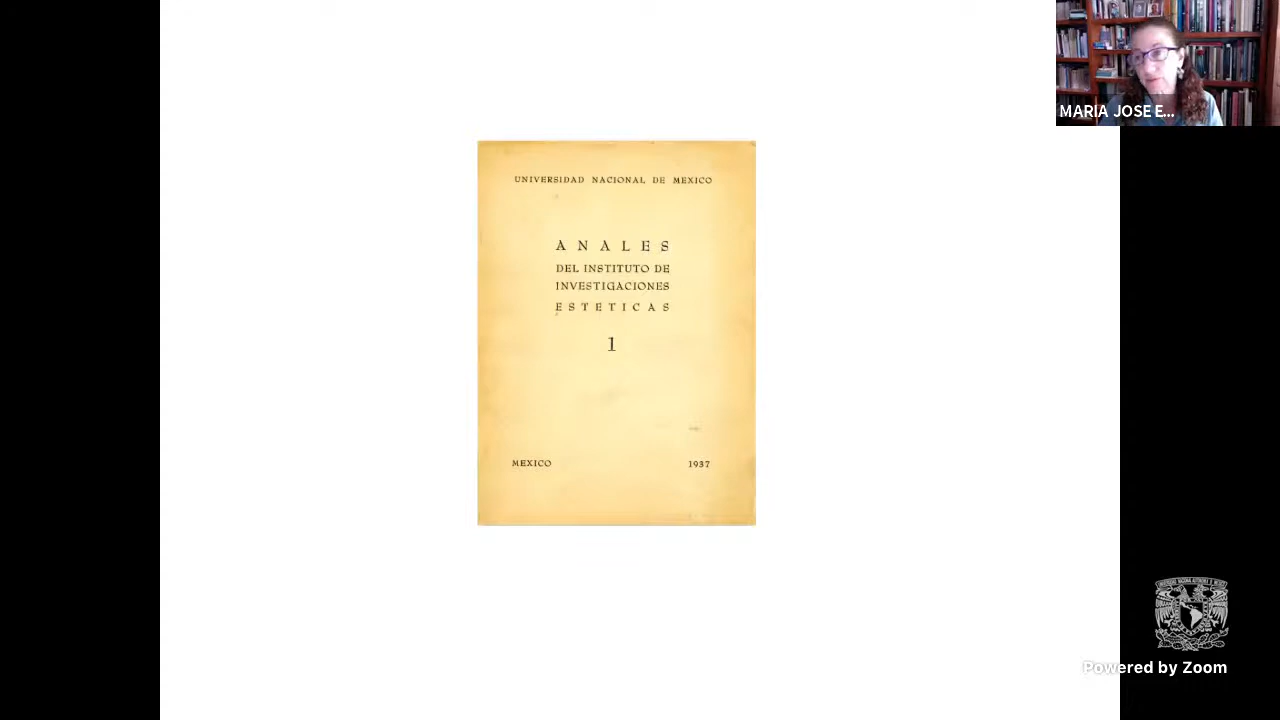 MARIA JOSE E...
UNIVERSIDAD NACIONAL DE MEXICO
ANALES
DEL INSTITUTO DE
INVESTIGACIONES
ESTETICAS
1
MEXICO 1937
Powered by Zoom